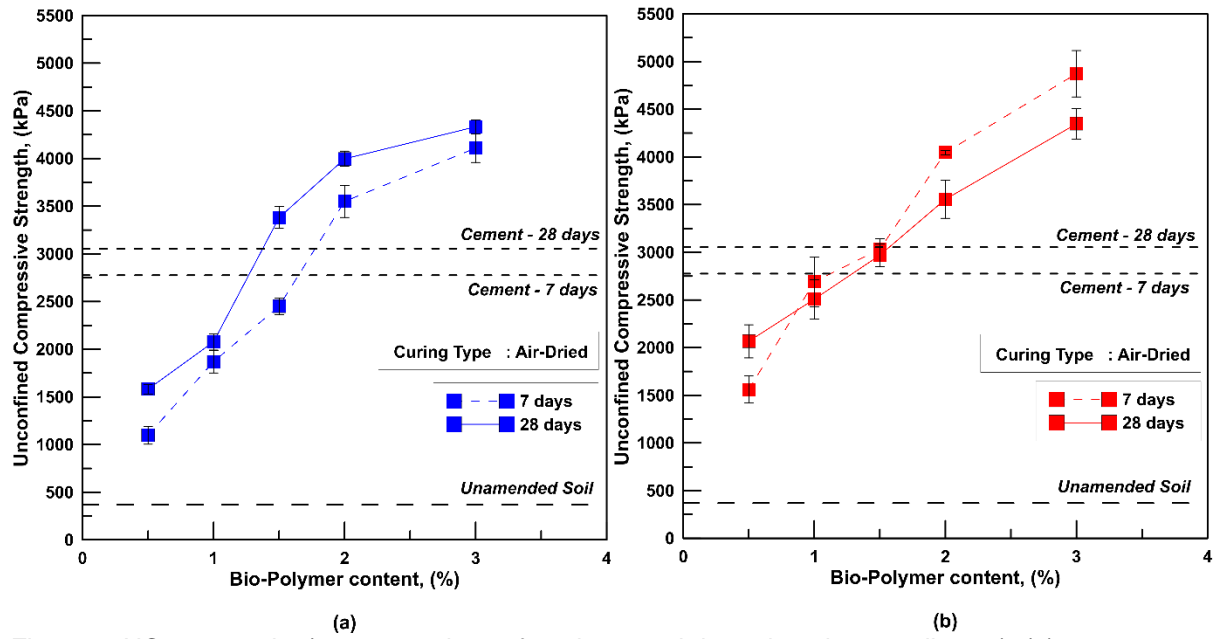 Unconfined Compressive Strength, (kPa)
5500
5000
4500
4000
3500
3000
2500
2000
1500
1000
500
0
Cement - 28 days
Cement - 7 days
Curing Type : Air-Dried
7 days
28 days
Unamended Soil
0 1 2 3 4
Bio-Polymer content, (%)
(a)
Unconfined Compressive Strength, (kPa)
5500
5000
4500
4000
3500
3000
2500
2000
1500
1000
500
0
Cement - 28 days
Cement - 7 days
Curing Type : Air-Dried
7 days
28 days
Unamended Soil
0 1 2 3 4
Bio-Polymer content, (%)
(b)